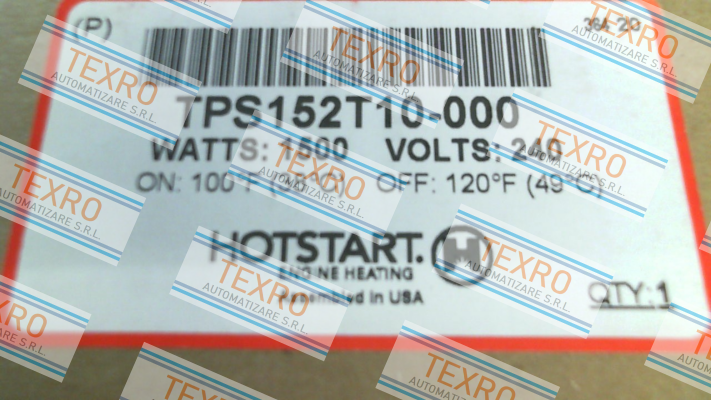 (P)
TPS152T10-000
WATTS: 1500 VOLTS: 240
ON: 100°F (38°C) OFF: 120°F (49°C)
HOTSTART.
ENGINE HEATING
Assembled in USA
QTY: 1
TEXRO
AUTOMATIZARE S.R.L.